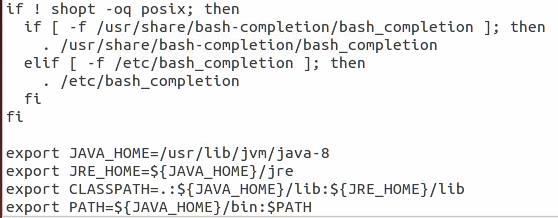 if ! shopt -oq posix; then
  if [ -f /usr/share/bash-completion/bash_completion ]; then
    . /usr/share/bash-completion/bash_completion
  elif [ -f /etc/bash_completion ]; then
    . /etc/bash_completion
  fi
fi

export JAVA_HOME=/usr/lib/jvm/java-8
export JRE_HOME=${JAVA_HOME}/jre
export CLASSPATH=.:${JAVA_HOME}/lib:${JRE_HOME}/lib
export PATH=${JAVA_HOME}/bin:$PATH